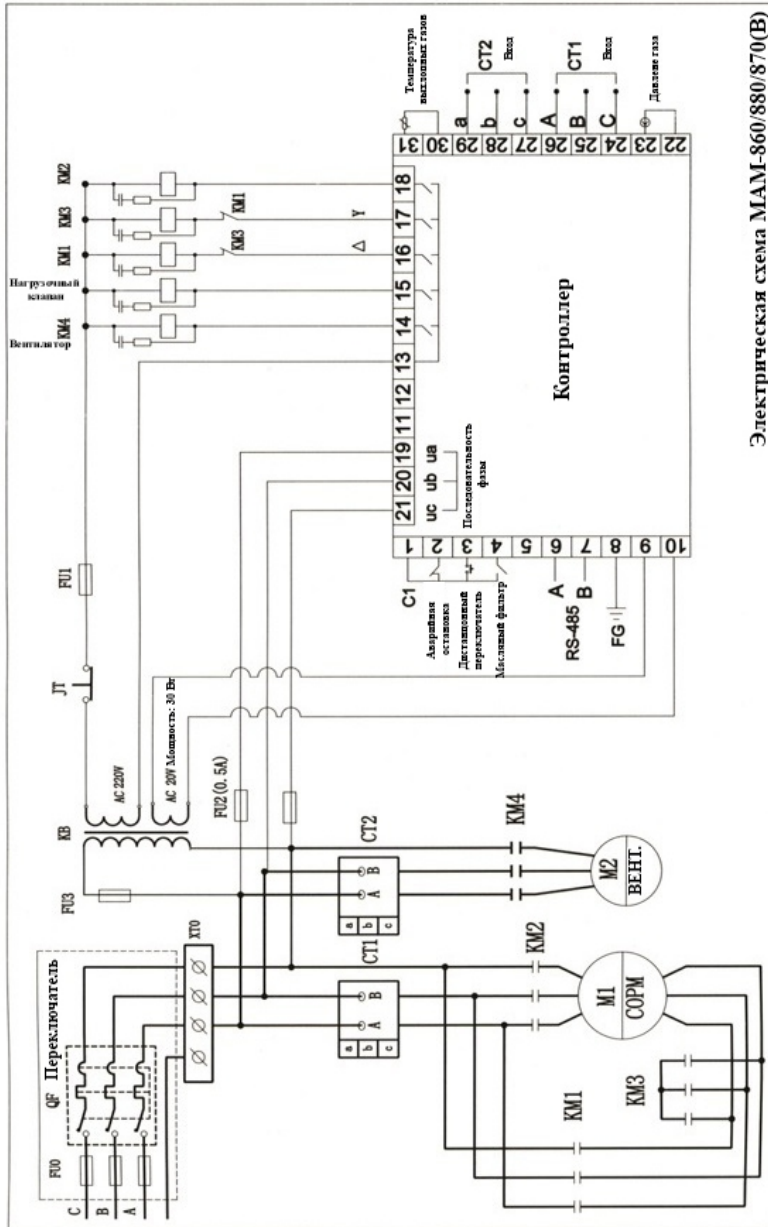 KM2
KM3
KM1
Нагрузочный
клапан
KM4
Вентилятор
KM1
KM3
Y
△
FU1
JT
AC 220V
AC 20V Мощность: 30 Вт
KB
FU3
FU2(0.5A)
Температура
выхлопных газов
31
30
a
b
c
CT2
Вход
29
28
27
A
B
C
CT1
Вход
26
25
24
Давлене газа
23
22
18
17
16
15
14
13
12
11
19
20
21
ua
ub
uc
Последовательность
фазы
Контроллер
1
2
3
4
5
6
7
8
9
10
C1
Аварийная
остановка
Дистанционный
переключатель
Масляный фильтр
A
B
RS-485
FG
Переключатель
QF
FU0
C
B
A
XT0
CT2
a
b
c
B
A
CT1
a
b
c
B
A
KM4
M2
ВЕНТ.
KM2
M1
COPM
KM1
KM3
Электрическая схема МАМ-860/880/870(В)